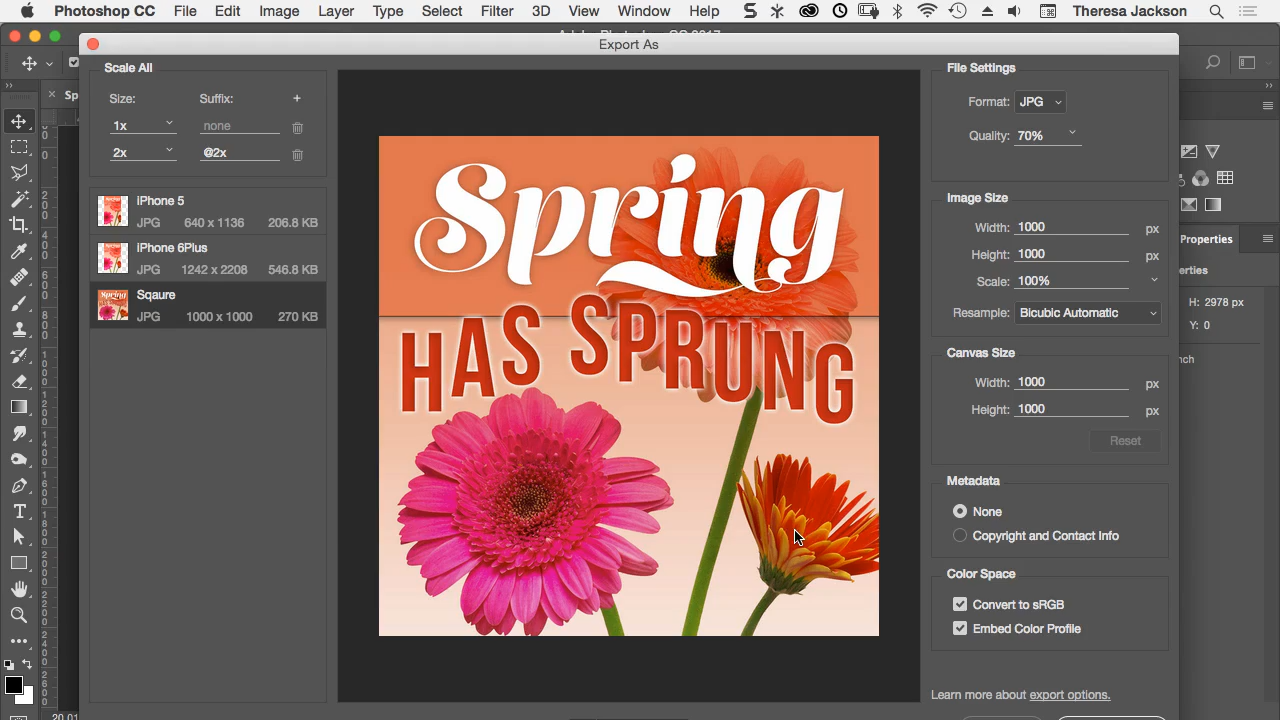 Photoshop CC File Edit Image Layer Type Select Filter 3D View Window Help Theresa Jackson
Export As
Sp
Scale All
Size: Suffix: +
1x none
2x @2x
iPhone 5
JPG 640 x 1136 206.8 KB
iPhone 6Plus
JPG 1242 x 2208 546.8 KB
Sqaure
JPG 1000 x 1000 270 KB
Spring
HAS SPRUNG
File Settings
Format: JPG
Quality: 70%
Image Size
Width: 1000 px
Height: 1000 px
Scale: 100%
Resample: Bicubic Automatic
Canvas Size
Width: 1000 px
Height: 1000 px
Reset
Metadata
None
Copyright and Contact Info
Color Space
Convert to sRGB
Embed Color Profile
Learn more about export options.
Properties
erties
H: 2978 px
Y: 0
nch